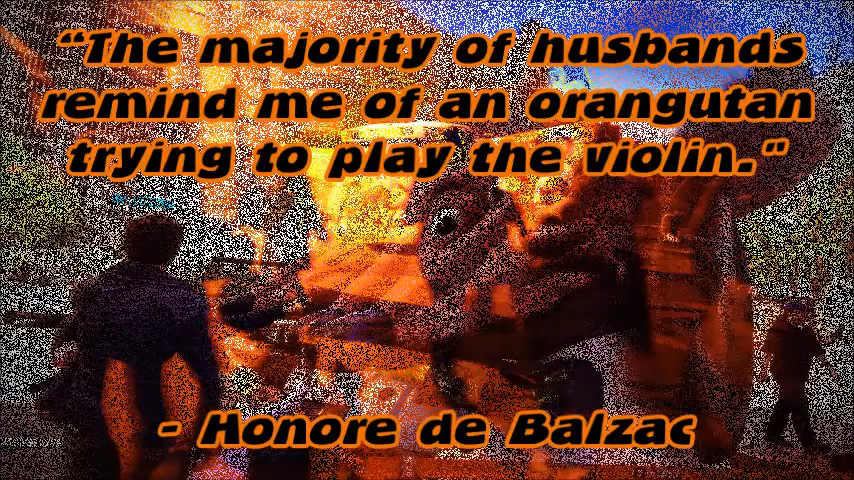 “The majority of husbands
remind me of an orangutan
trying to play the violin."
- Honore de Balzac